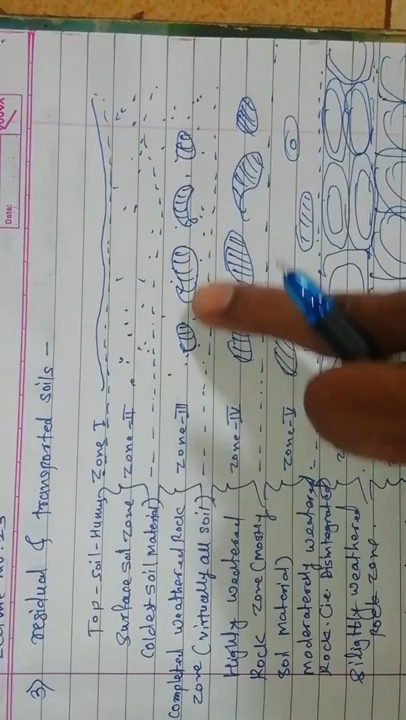 Date:
3) residual & transported soils -
Top-soil-Humus Zone I
Surface soil zone Zone-II
(oldest soil material)
completed weathered Rock Zone-III
zone (virtually all soil)
Highly weathered Zone-IV
Rock zone (mostly
soil material) Zone-V
moderately weathered
Rock. (i.e. Disintegrated
slightly weathered
Rock zone.